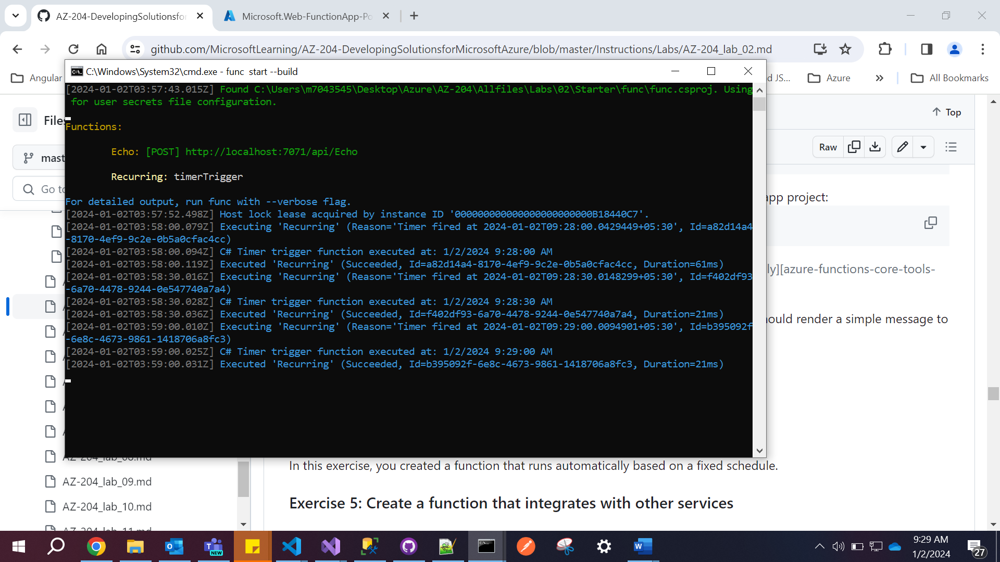 AZ-204-DevelopingSolutionsfor
Microsoft.Web-FunctionApp-Po
github.com/MicrosoftLearning/AZ-204-DevelopingSolutionsforMicrosoftAzure/blob/master/Instructions/Labs/AZ-204_lab_02.md
Angular
d JS...
Azure
All Bookmarks
C:\Windows\System32\cmd.exe - func  start --build
[2024-01-02T03:57:43.015Z] Found C:\Users\m7043545\Desktop\Azure\AZ-204\Allfiles\Labs\02\Starter\func\func.csproj. Using
for user secrets file configuration.
Functions:
Echo: [POST] http://localhost:7071/api/Echo
Recurring: timerTrigger
For detailed output, run func with --verbose flag.
[2024-01-02T03:57:52.498Z] Host lock lease acquired by instance ID '000000000000000000000000B18440C7'.
[2024-01-02T03:58:00.079Z] Executing 'Recurring' (Reason='Timer fired at 2024-01-02T09:28:00.0429449+05:30', Id=a82d14a4
-8170-4ef9-9c2e-0b5a0cfac4cc)
[2024-01-02T03:58:00.094Z] C# Timer trigger function executed at: 1/2/2024 9:28:00 AM
[2024-01-02T03:58:00.119Z] Executed 'Recurring' (Succeeded, Id=a82d14a4-8170-4ef9-9c2e-0b5a0cfac4cc, Duration=61ms)
[2024-01-02T03:58:30.016Z] Executing 'Recurring' (Reason='Timer fired at 2024-01-02T09:28:30.0148299+05:30', Id=f402df93
-6a70-4478-9244-0e547740a7a4)
[2024-01-02T03:58:30.028Z] C# Timer trigger function executed at: 1/2/2024 9:28:30 AM
[2024-01-02T03:58:30.036Z] Executed 'Recurring' (Succeeded, Id=f402df93-6a70-4478-9244-0e547740a7a4, Duration=21ms)
[2024-01-02T03:59:00.010Z] Executing 'Recurring' (Reason='Timer fired at 2024-01-02T09:29:00.0094901+05:30', Id=b395092f
-6e8c-4673-9861-1418706a8fc3)
[2024-01-02T03:59:00.025Z] C# Timer trigger function executed at: 1/2/2024 9:29:00 AM
[2024-01-02T03:59:00.031Z] Executed 'Recurring' (Succeeded, Id=b395092f-6e8c-4673-9861-1418706a8fc3, Duration=21ms)
Files
mast
Go to
Top
Raw
app project:
ly][azure-functions-core-tools-
ould render a simple message to
In this exercise, you created a function that runs automatically based on a fixed schedule.
Exercise 5: Create a function that integrates with other services
AZ-204_lab_08.md
AZ-204_lab_09.md
AZ-204_lab_10.md
AZ-204_lab_11.md
NEW
9:29 AM
1/2/2024
27